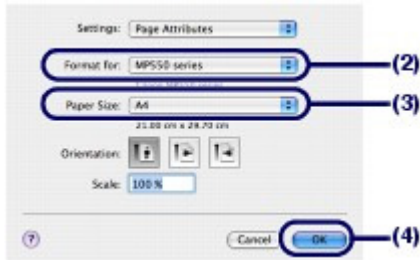 Settings: Page Attributes
Format for: MP550 series (2)
Paper Size: A4 (3)
21.00 cm x 29.70 cm
Orientation:
Scale: 100 %
? Cancel OK (4)